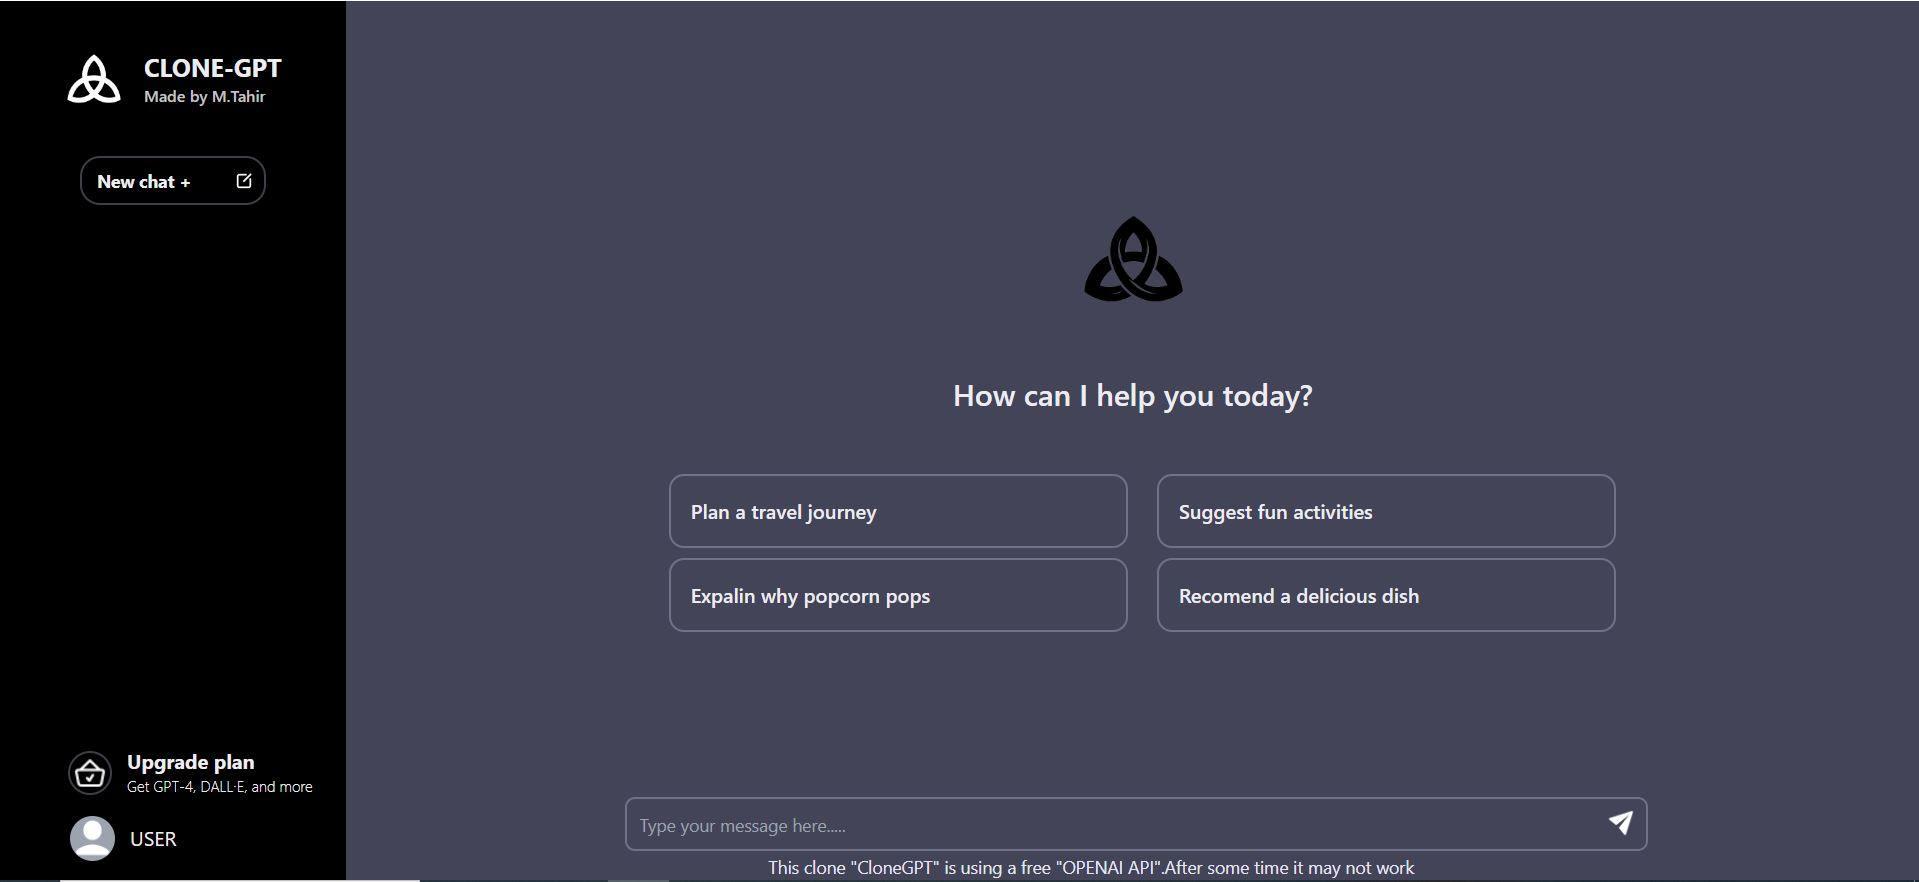 CLONE-GPT
Made by M.Tahir
New chat +
How can I help you today?
Plan a travel journey
Suggest fun activities
Expalin why popcorn pops
Recomend a delicious dish
Upgrade plan
Get GPT-4, DALL·E, and more
USER
Type your message here.....
This clone "CloneGPT" is using a free "OPENAI API".After some time it may not work